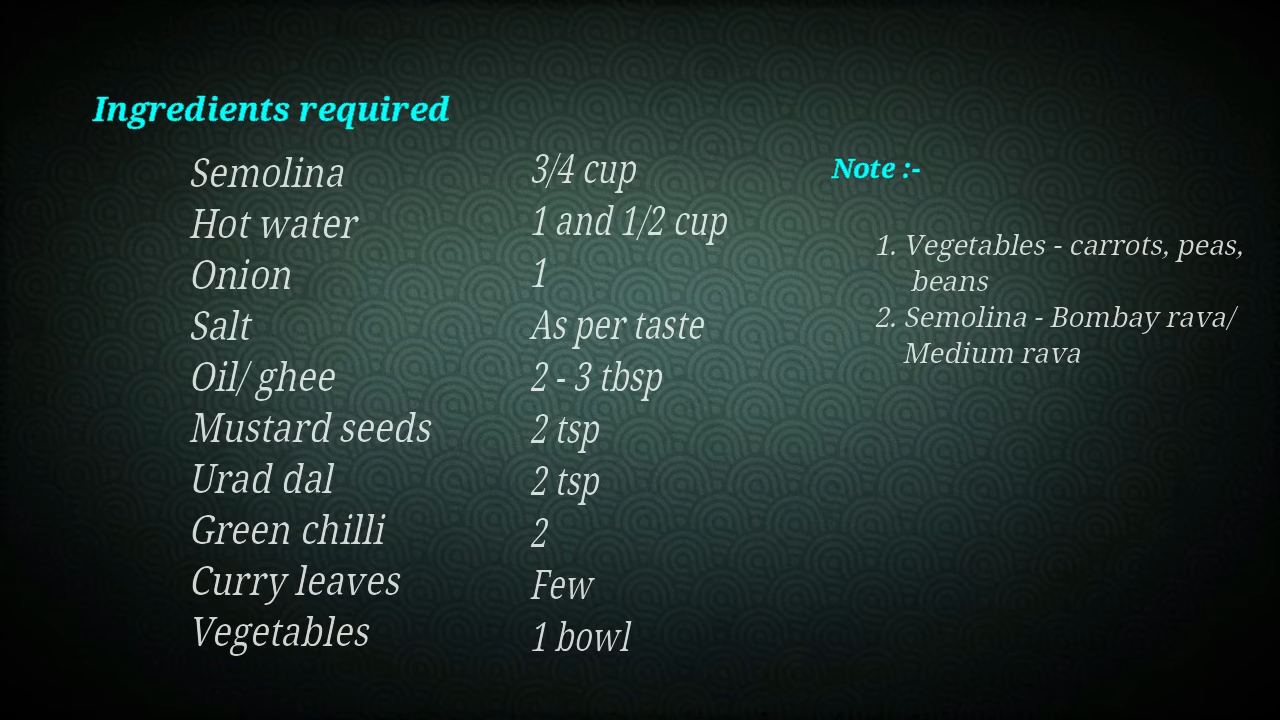 Ingredients required
Semolina 3/4 cup
Hot water 1 and 1/2 cup
Onion 1
Salt As per taste
Oil/ ghee 2 - 3 tbsp
Mustard seeds 2 tsp
Urad dal 2 tsp
Green chilli 2
Curry leaves Few
Vegetables 1 bowl
Note :-
1. Vegetables - carrots, peas,
beans
2. Semolina - Bombay rava/
Medium rava